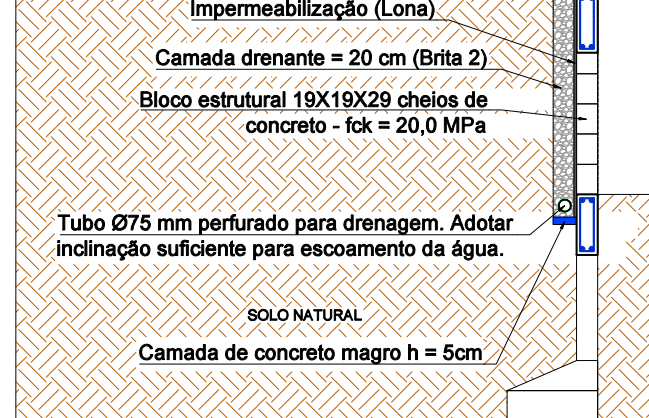 Impermeabilização (Lona)
Camada drenante = 20 cm (Brita 2)
Bloco estrutural 19X19X29 cheios de
concreto - fck = 20,0 MPa
Tubo Ø75 mm perfurado para drenagem. Adotar
inclinação suficiente para escoamento da água.
SOLO NATURAL
Camada de concreto magro h = 5cm